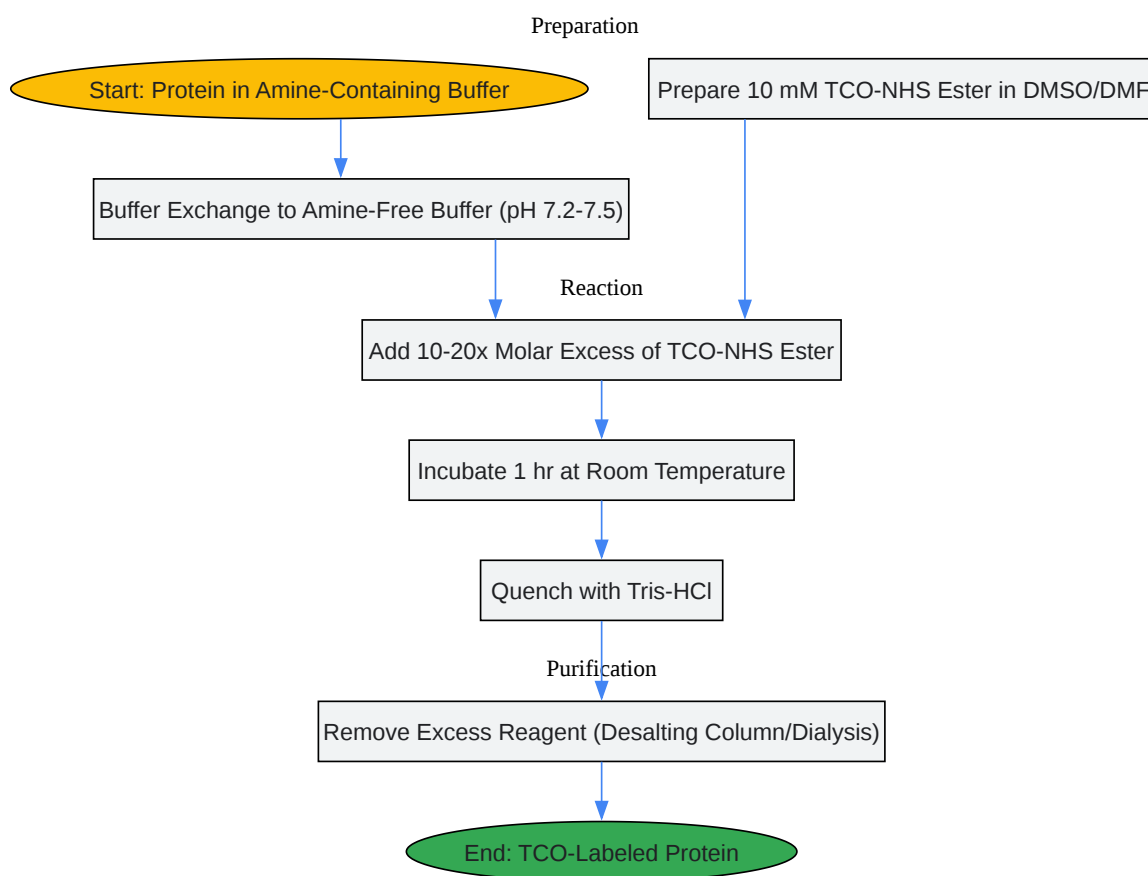 Preparation
Start: Protein in Amine-Containing Buffer
Prepare 10 mM TCO-NHS Ester in DMSO/DMF
Buffer Exchange to Amine-Free Buffer (pH 7.2-7.5)
Reaction
Add 10-20x Molar Excess of TCO-NHS Ester
Incubate 1 hr at Room Temperature
Quench with Tris-HCl
Purification
Remove Excess Reagent (Desalting Column/Dialysis)
End: TCO-Labeled Protein